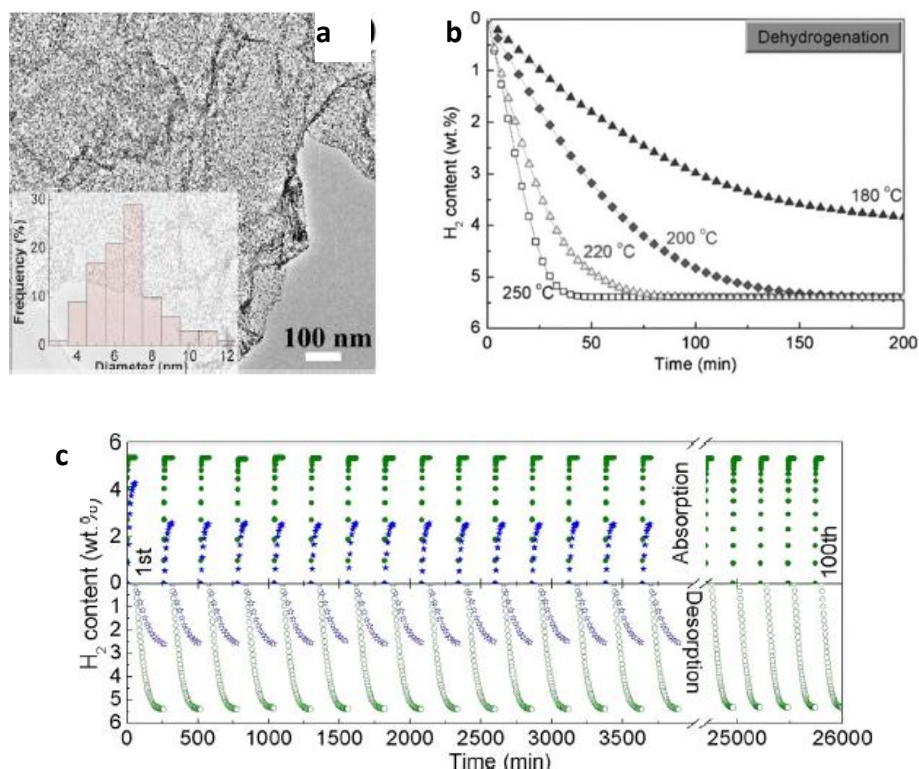 a
100 nm
30
20
10
0
Frequency (%)
4 6 8 10 12
Diameter (nm)
b
Dehydrogenation
0
1
2
3
4
5
6
H₂ content (wt.%)
180 °C
200 °C
220 °C
250 °C
0 50 100 150 200
Time (min)
c
6
4
2
0
1
2
3
4
5
6
H₂ content (wt.%)
1st
Absorption
Desorption
100th
0 500 1000 1500 2000 2500 3000 3500 25000 26000
Time (min)